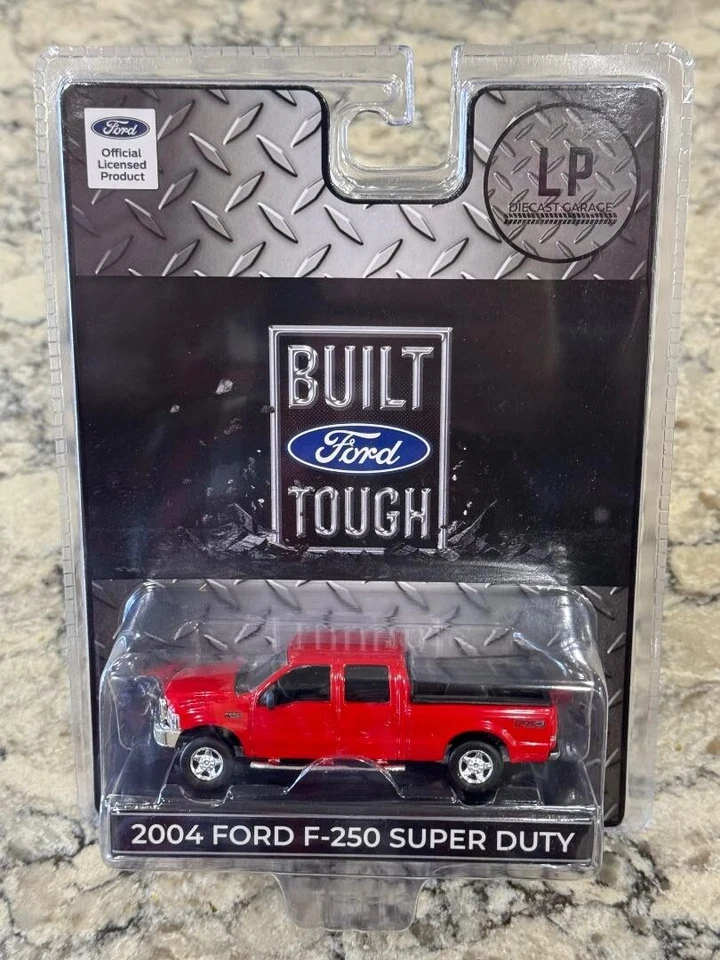 Ford
Official
Licensed
Product
LP
DIECAST GARAGE
BUILT
Ford
TOUGH
2004 FORD F-250 SUPER DUTY